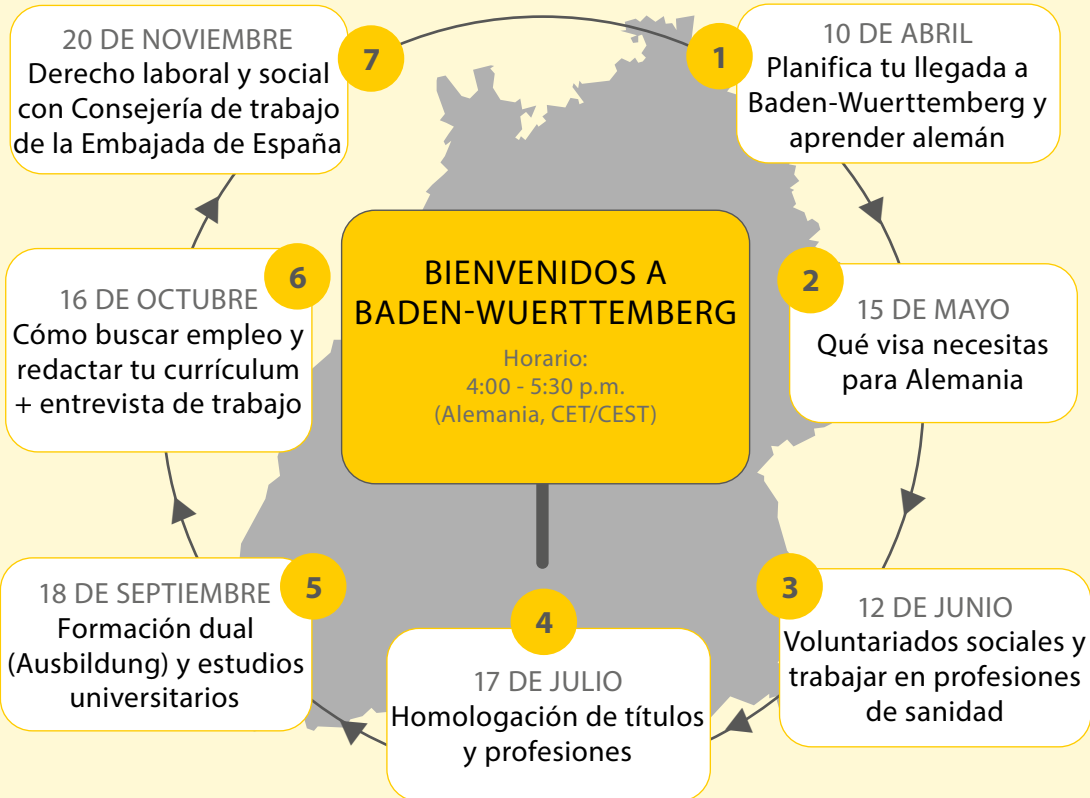 BIENVENIDOS A
BADEN-WUERTTEMBERG
Horario:
4:00 - 5:30 p.m.
(Alemania, CET/CEST)
1
10 DE ABRIL
Planifica tu llegada a
Baden-Wuerttemberg y
aprender alemán
2
15 DE MAYO
Qué visa necesitas
para Alemania
3
12 DE JUNIO
Voluntariados sociales y
trabajar en profesiones
de sanidad
4
17 DE JULIO
Homologación de títulos
y profesiones
5
18 DE SEPTIEMBRE
Formación dual
(Ausbildung) y estudios
universitarios
6
16 DE OCTUBRE
Cómo buscar empleo y
redactar tu currículum
+ entrevista de trabajo
7
20 DE NOVIEMBRE
Derecho laboral y social
con Consejería de trabajo
de la Embajada de España